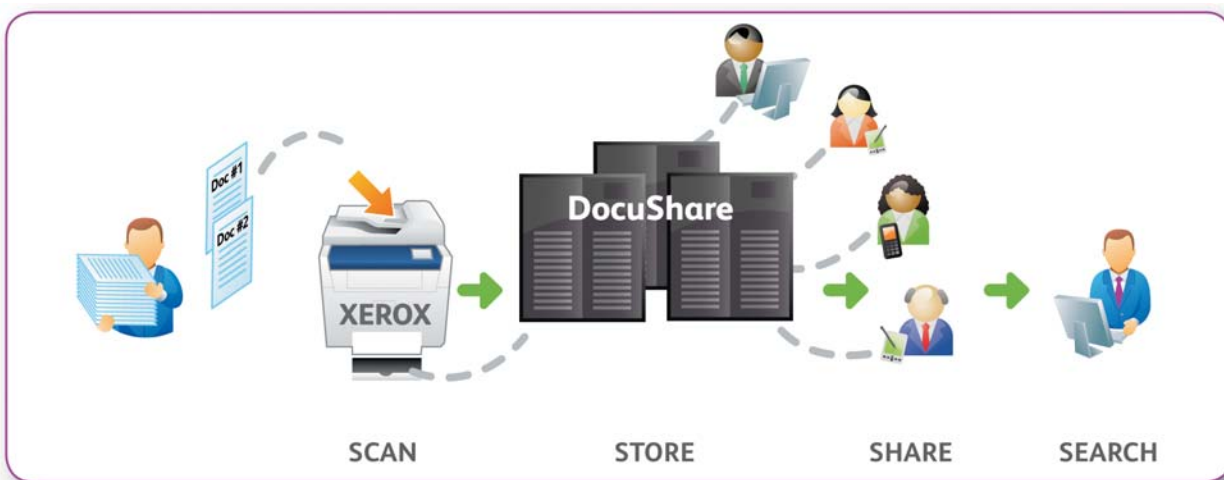 Doc #1
Doc #2
XEROX
DocuShare
SCAN
STORE
SHARE
SEARCH